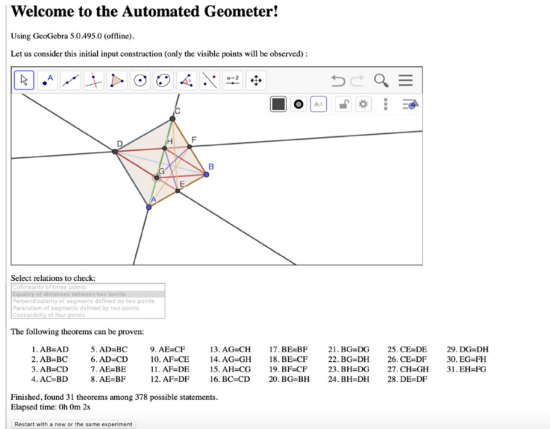 Welcome to the Automated Geometer!
Using GeoGebra 5.0.495.0 (offline).
Let us consider this initial input construction (only the visible points will be observed) :
A a=2
AA
C
D H F
G B
E
A
Select relations to check:
Collinearity of three points
Equality of distances between two points
Perpendicularity of segments defined by two points
Parallelism of segments defined by two points
Concyclicity of four points
The following theorems can be proven:
1. AB=AD 5. AD=BC 9. AE=CF 13. AG=CH 17. BE=BF 21. BG=DG 25. CE=DE 29. DG=DH
2. AB=BC 6. AD=CD 10. AF=CE 14. AG=GH 18. BE=CF 22. BG=DH 26. CE=DF 30. EG=FH
3. AB=CD 7. AE=BE 11. AF=DE 15. AH=CG 19. BF=CF 23. BH=DG 27. CH=GH 31. EH=FG
4. AC=BD 8. AE=BF 12. AF=DF 16. BC=CD 20. BG=BH 24. BH=DH 28. DE=DF
Finished, found 31 theorems among 378 possible statements.
Elapsed time: 0h 0m 2s
Restart with a new or the same experiment